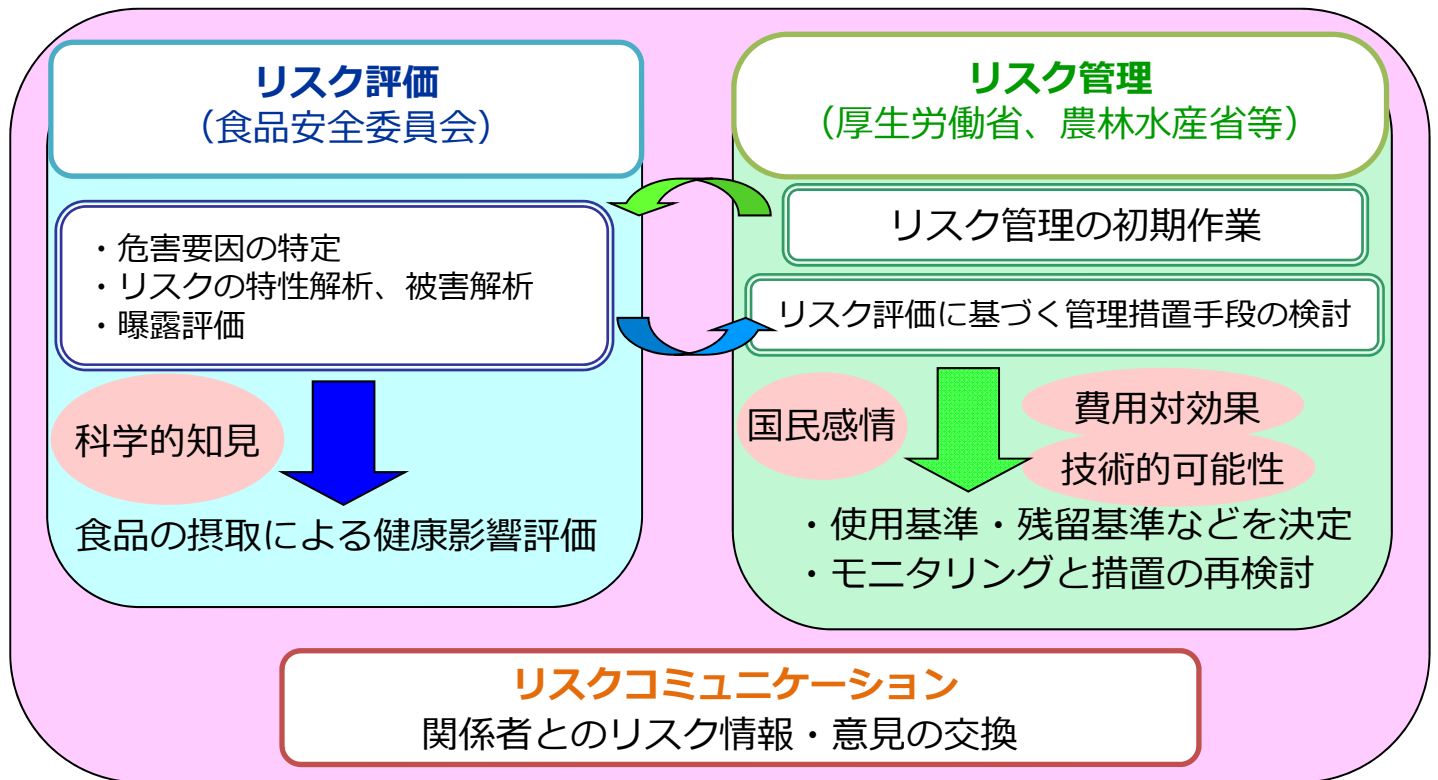 リスク評価
（食品安全委員会）
・危害要因の特定
・リスクの特性解析、被害解析
・曝露評価
科学的知見
食品の摂取による健康影響評価
リスク管理
（厚生労働省、農林水産省等）
リスク管理の初期作業
リスク評価に基づく管理措置手段の検討
国民感情
費用対効果
技術的可能性
・使用基準・残留基準などを決定
・モニタリングと措置の再検討
リスクコミュニケーション
関係者とのリスク情報・意見の交換